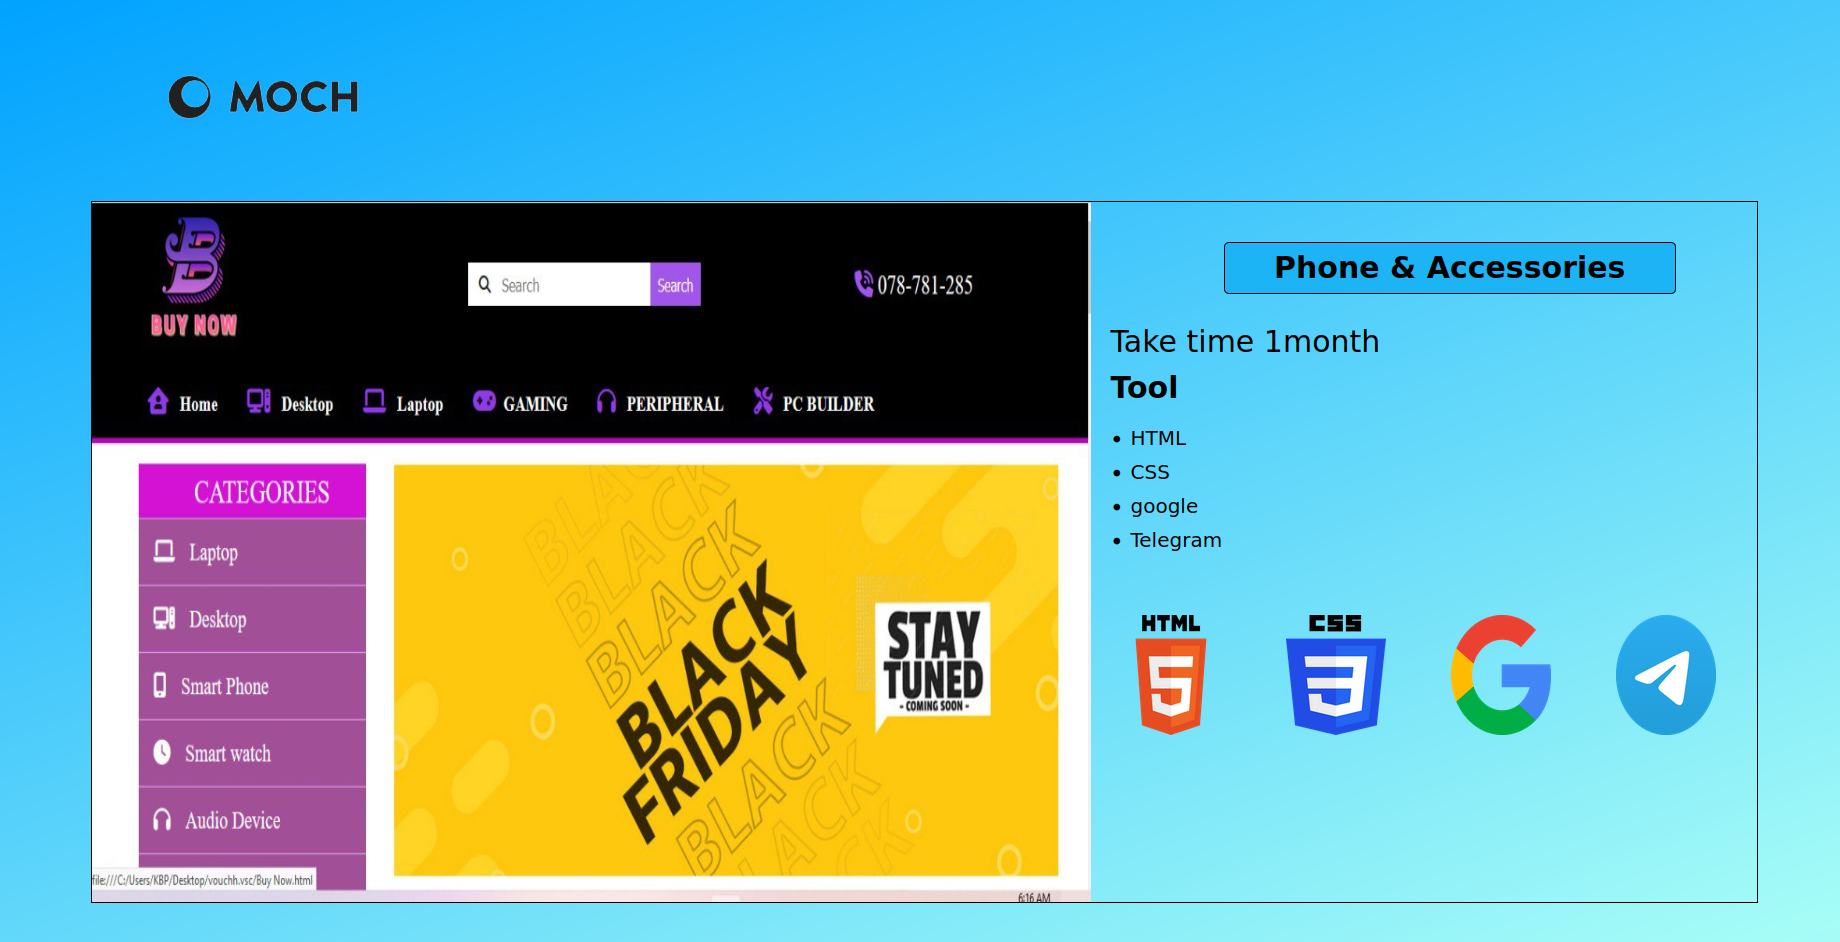 MOCH
BUY NOW
Search
Search
078-781-285
Home
Desktop
Laptop
GAMING
PERIPHERAL
PC BUILDER
CATEGORIES
Laptop
Desktop
Smart Phone
Smart watch
Audio Device
BLACK
BLACK
BLACK
BLACK
BLACK
FRIDAY
BLACK
BLACK
BLACK
STAY
TUNED
- COMING SOON -
file:///C:/Users/KBP/Desktop/vouchh.vsc/Buy Now.html
6:16 AM
Phone & Accessories
Take time 1month
Tool
• HTML
• CSS
• google
• Telegram
HTML
5
CSS
3